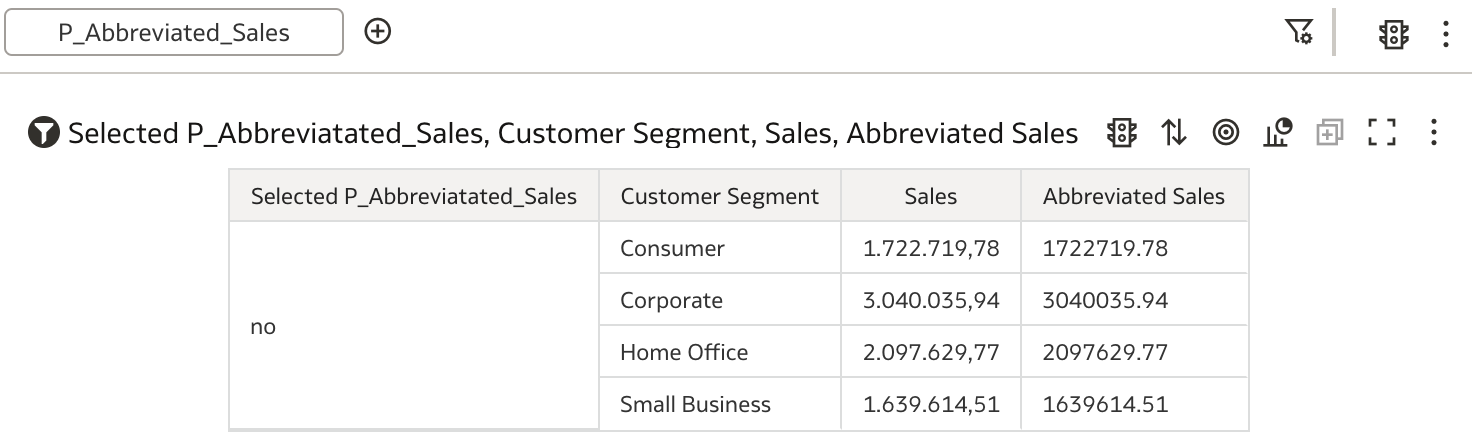 P_Abbreviated_Sales
Selected P_Abbreviatated_Sales, Customer Segment, Sales, Abbreviated Sales
Selected P_Abbreviatated_Sales Customer Segment Sales Abbreviated Sales
Consumer 1.722.719,78 1722719.78
Corporate 3.040.035,94 3040035.94
no
Home Office 2.097.629,77 2097629.77
Small Business 1.639.614,51 1639614.51